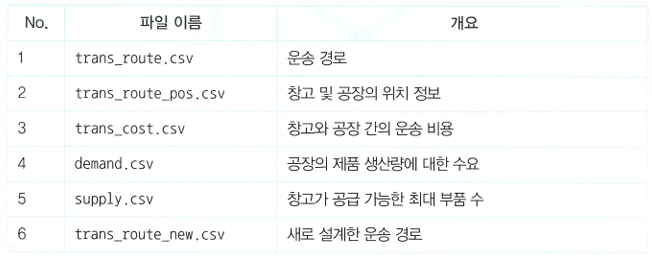 No. 파일 이름 개요
1 trans_route.csv 운송 경로
2 trans_route_pos.csv 창고 및 공장의 위치 정보
3 trans_cost.csv 창고와 공장 간의 운송 비용
4 demand.csv 공장의 제품 생산량에 대한 수요
5 supply.csv 창고가 공급 가능한 최대 부품 수
6 trans_route_new.csv 새로 설계한 운송 경로